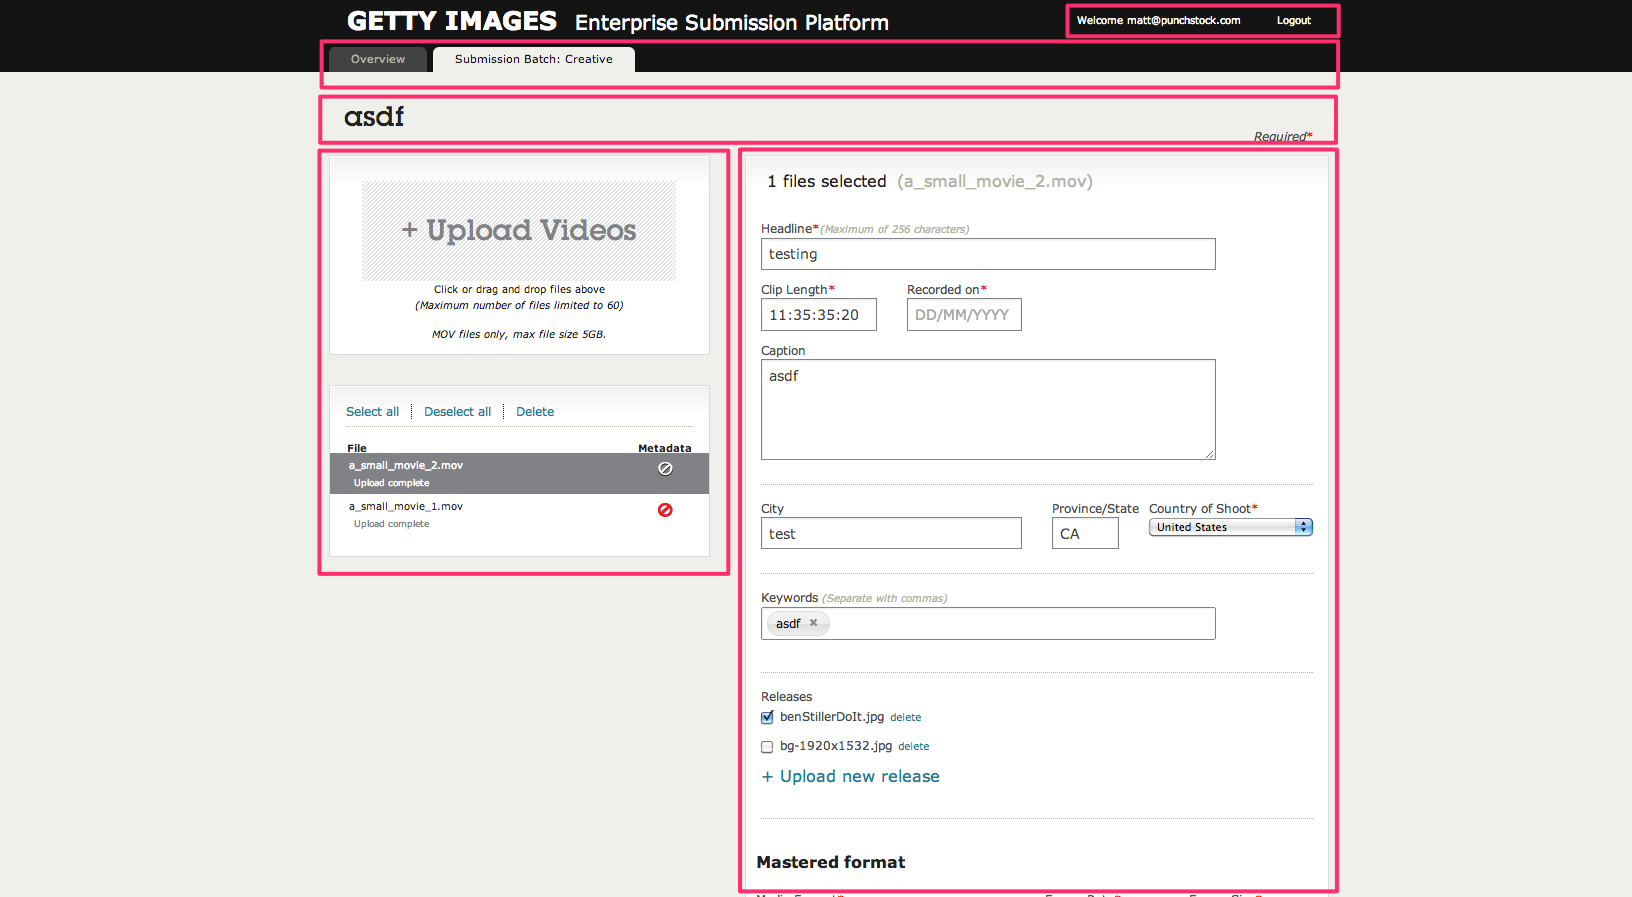 GETTY IMAGES Enterprise Submission Platform
Welcome matt@punchstock.com Logout
Overview Submission Batch: Creative
asdf
Required*
+ Upload Videos
Click or drag and drop files above
(Maximum number of files limited to 60)
MOV files only, max file size 5GB.
Select all Deselect all Delete
File Metadata
a_small_movie_2.mov
Upload complete
a_small_movie_1.mov
Upload complete
1 files selected (a_small_movie_2.mov)
Headline* (Maximum of 256 characters)
testing
Clip Length* Recorded on*
11:35:35:20 DD/MM/YYYY
Caption
asdf
City Province/State Country of Shoot*
test CA United States
Keywords (Separate with commas)
asdf ✖
Releases
benStillerDoIt.jpg delete
bg-1920x1532.jpg delete
+ Upload new release
Mastered format